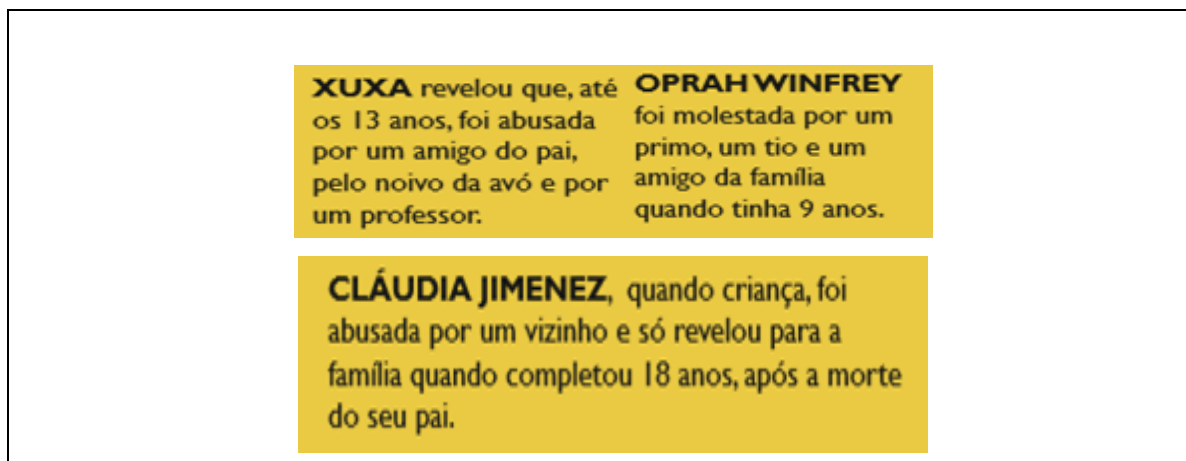 XUXA revelou que, até
os 13 anos, foi abusada
por um amigo do pai,
pelo noivo da avó e por
um professor.
OPRAH WINFREY
foi molestada por um
primo, um tio e um
amigo da família
quando tinha 9 anos.
CLÁUDIA JIMENEZ, quando criança, foi
abusada por um vizinho e só revelou para a
família quando completou 18 anos, após a morte
do seu pai.